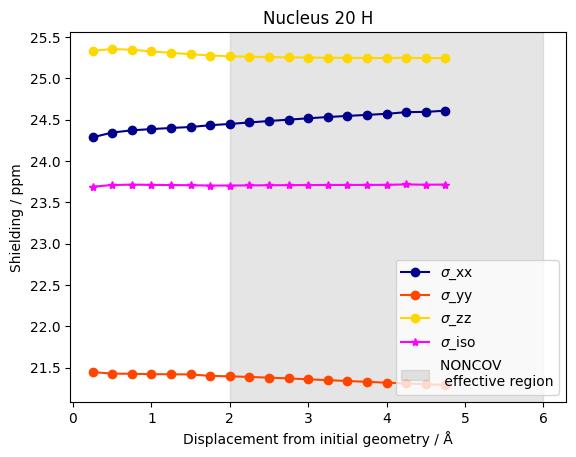 Nucleus 20 H
Shielding / ppm
25.5
25.0
24.5
24.0
23.5
23.0
22.5
22.0
21.5
σ_xx
σ_yy
σ_zz
σ_iso
NONCOV
effective region
0 1 2 3 4 5 6
Displacement from initial geometry / Å